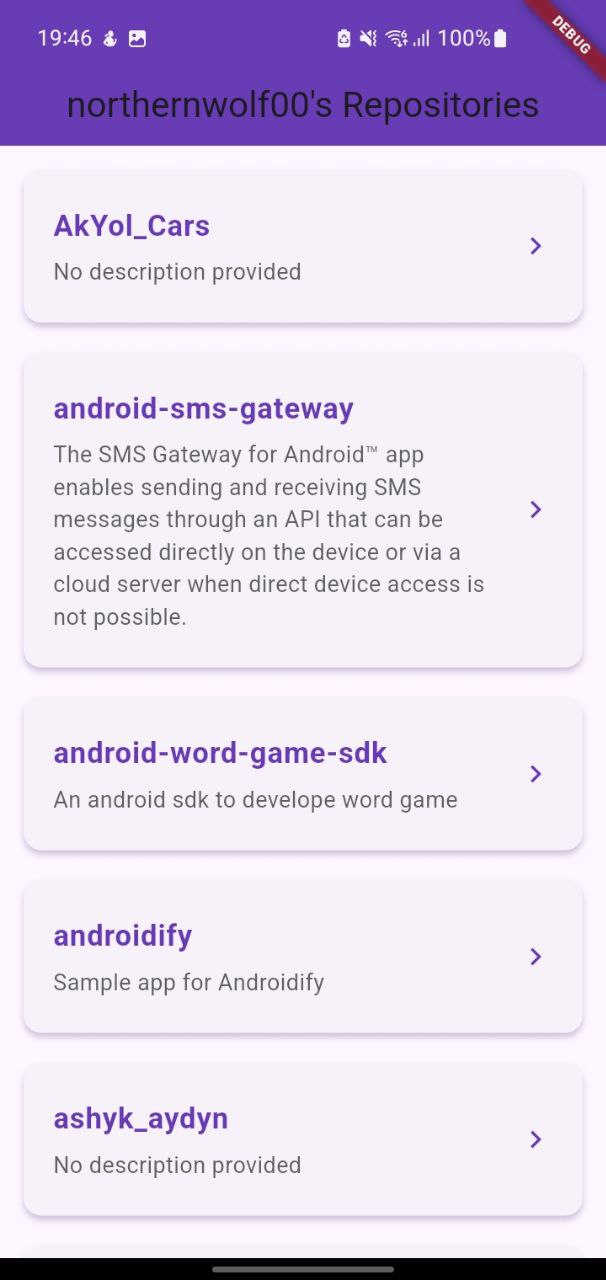 19:46
100%
DEBUG
northernwolf00's Repositories
AkYol_Cars
No description provided
android-sms-gateway
The SMS Gateway for Android™ app
enables sending and receiving SMS
messages through an API that can be
accessed directly on the device or via a
cloud server when direct device access is
not possible.
android-word-game-sdk
An android sdk to develope word game
androidify
Sample app for Androidify
ashyk_aydyn
No description provided